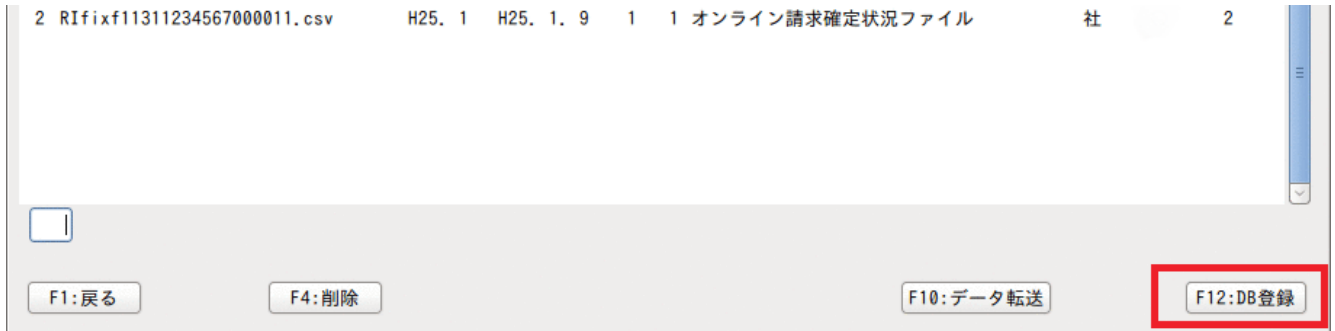 2 RIfixf11311234567000011.csv H25. 1 H25. 1. 9 1 1 オンライン請求確定状況ファイル 社 2
F1:戻る F4:削除 F10:データ転送 F12:DB登録